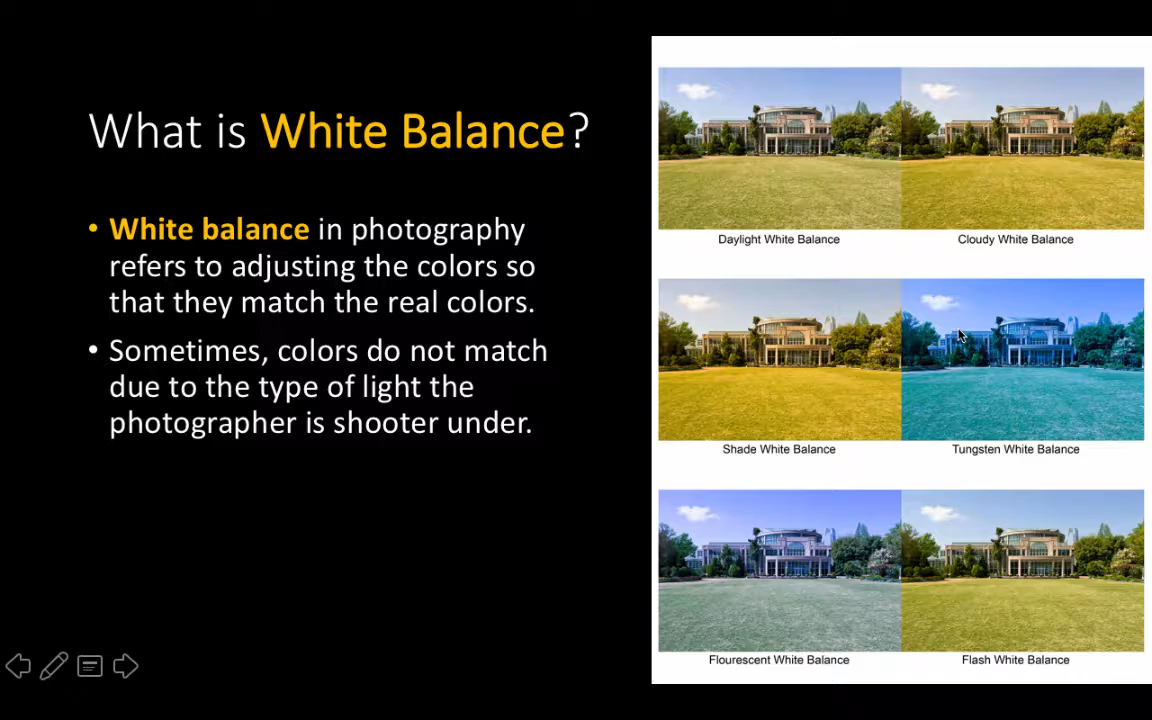 What is White Balance?
• White balance in photography
refers to adjusting the colors so
that they match the real colors.
• Sometimes, colors do not match
due to the type of light the
photographer is shooter under.
Daylight White Balance
Cloudy White Balance
Shade White Balance
Tungsten White Balance
Flourescent White Balance
Flash White Balance